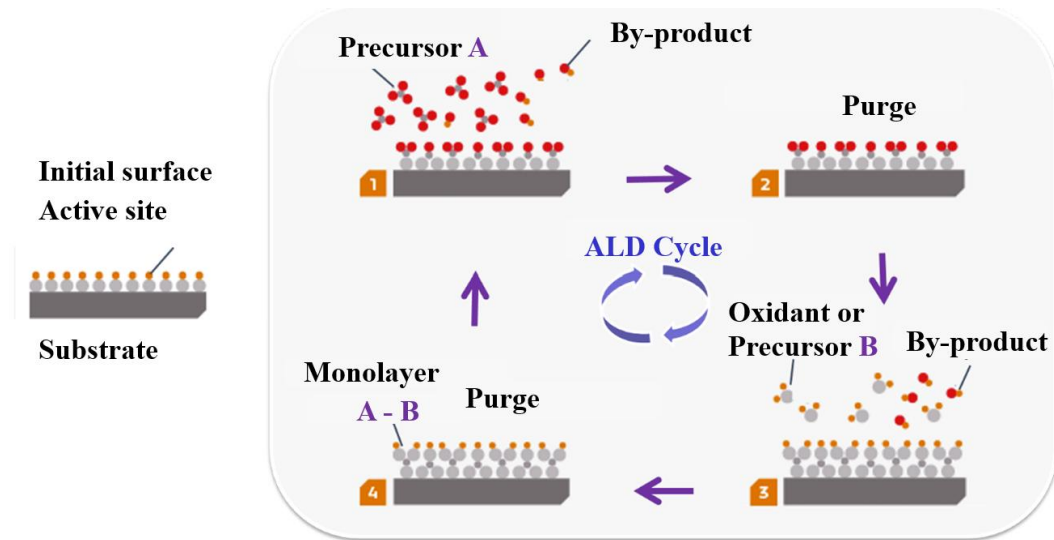 Precursor A
By-product
Purge
1
2
Initial surface
Active site
Substrate
ALD Cycle
Oxidant or
Precursor B
By-product
Monolayer
A - B
Purge
4
3